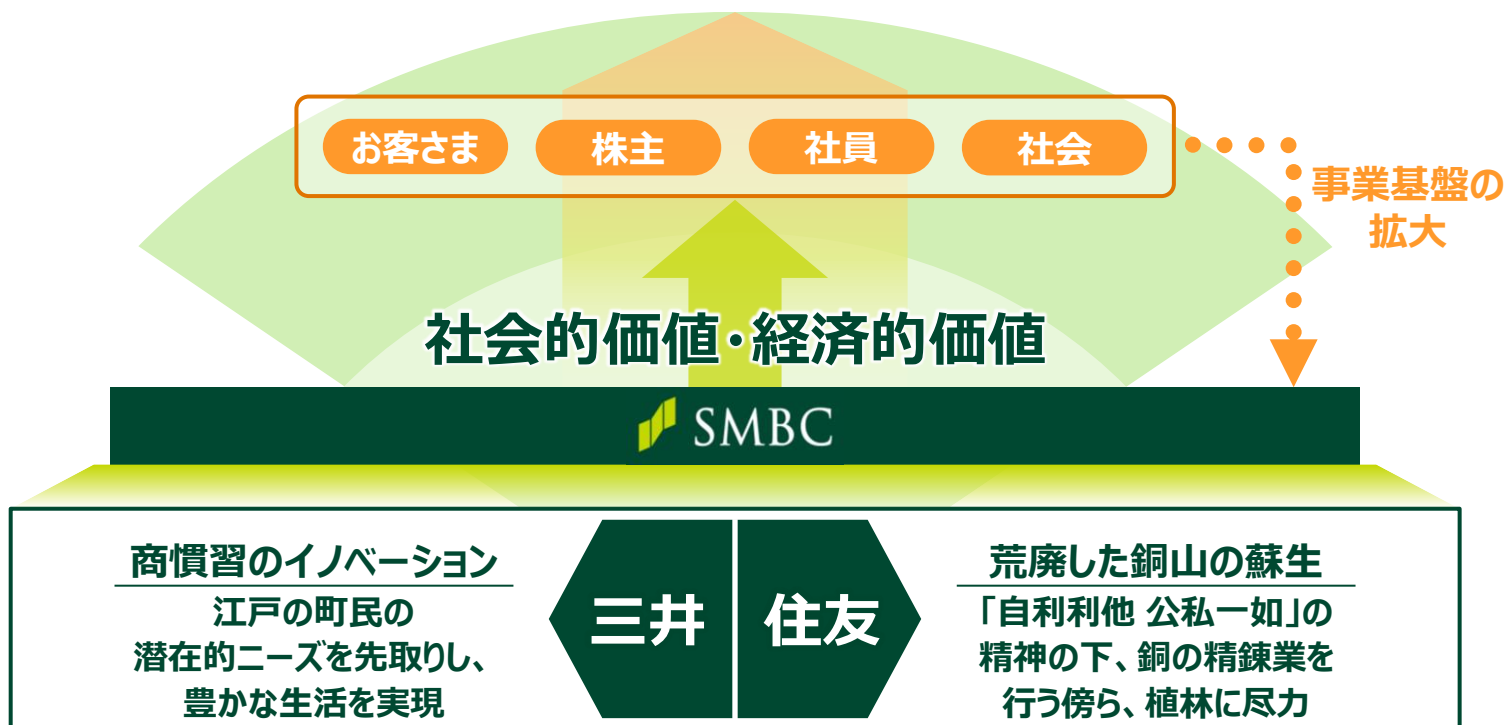 お客さま
株主
社員
社会
事業基盤の
拡大
社会的価値・経済的価値
SMBC
商慣習のイノベーション
江戸の町民の
潜在的ニーズを先取りし、
豊かな生活を実現
三井
住友
荒廃した銅山の蘇生
「自利利他 公私一如」の
精神の下、銅の精錬業を
行う傍ら、植林に尽力